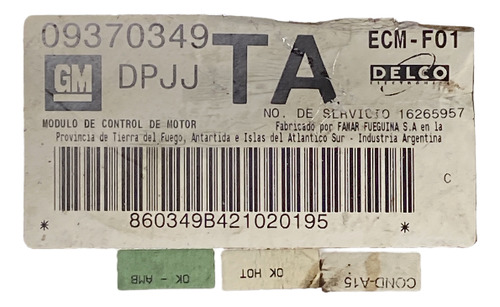 09370349 TA ECM-F01
GM DPJJ DELCO
ELECTRONICS
NO. DE SERVICIO 16265957
MODULO DE CONTROL DE MOTOR Fabricado por FAMAR FUEGUINA S.A en la
Provincia de Tierra del Fuego, Antartida e Islas del Atlantico Sur - Industria Argentina
C
* 860349B421020195 *
OK - AMB
OK HOT
COND-A15